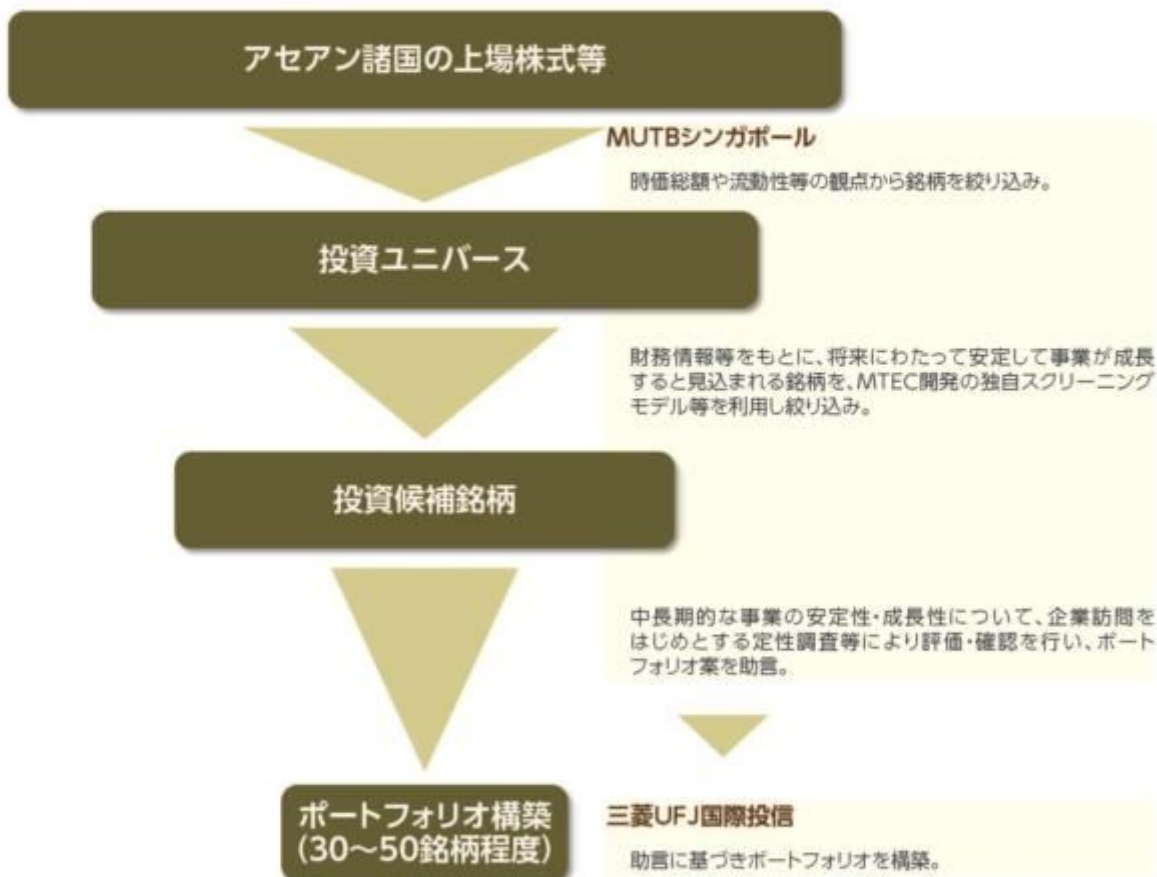 アセアン諸国の上場株式等
MUTBシンガポール
時価総額や流動性等の観点から銘柄を絞り込み。
投資ユニバース
財務情報等をもとに、将来にわたって安定して事業が成長
すると見込まれる銘柄を、MTEC開発の独自スクリーニング
モデル等を利用し絞り込み。
投資候補銘柄
中長期的な事業の安定性・成長性について、企業訪問を
はじめとする定性調査等により評価・確認を行い、ポート
フォリオ案を助言。
ポートフォリオ構築
(30～50銘柄程度)
三菱UFJ国際投信
助言に基づきポートフォリオを構築。